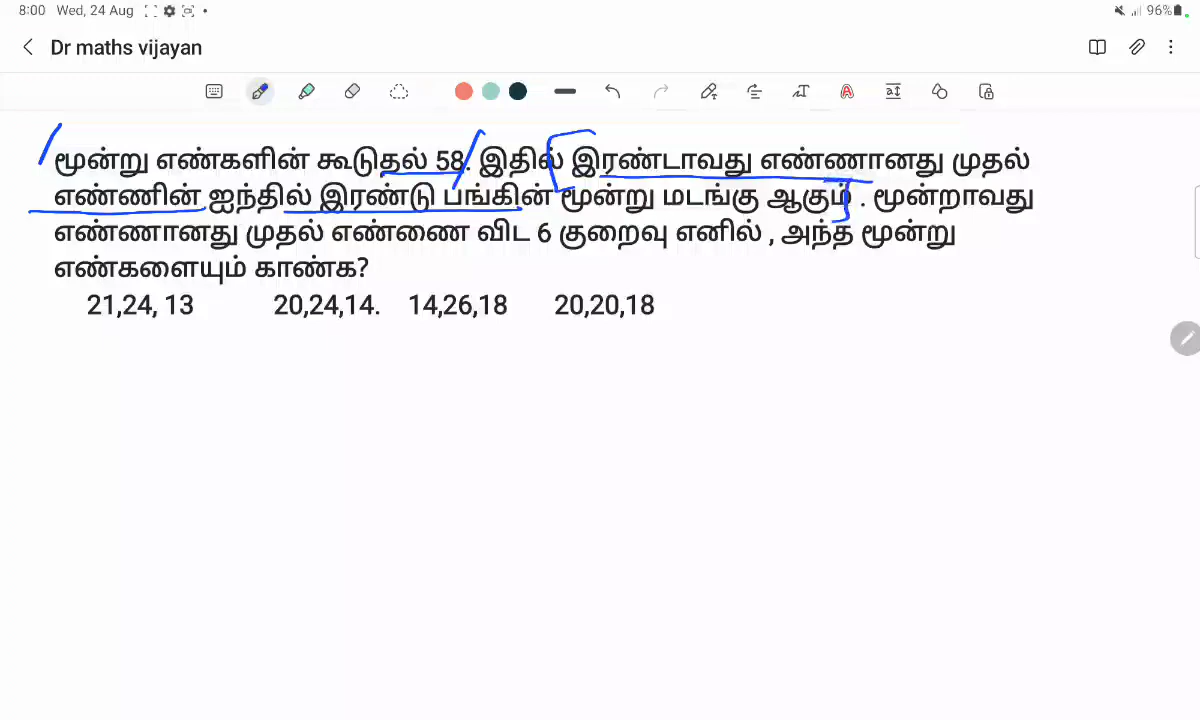 8:00 Wed, 24 Aug 96%
Dr maths vijayan
மூன்று எண்களின் கூடுதல் 58. இதில் இரண்டாவது எண்ணானது முதல்
எண்ணின் ஐந்தில் இரண்டு பங்கின் மூன்று மடங்கு ஆகும் . மூன்றாவது
எண்ணானது முதல் எண்ணை விட 6 குறைவு எனில் , அந்த மூன்று
எண்களையும் காண்க?
21,24, 13 20,24,14. 14,26,18 20,20,18